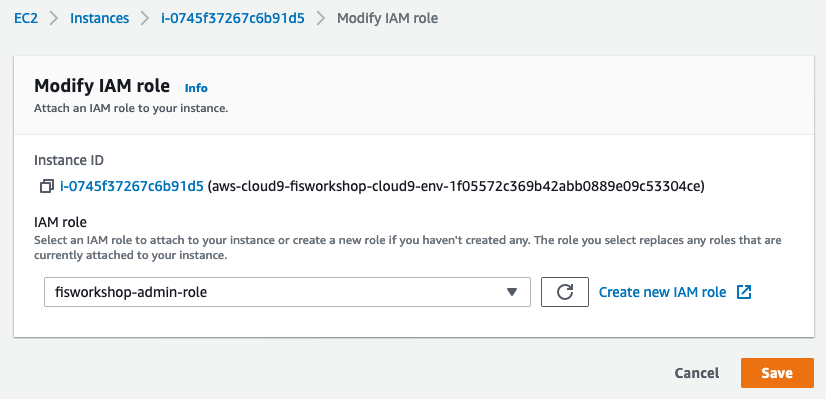 EC2 > Instances > i-0745f37267c6b91d5 > Modify IAM role
Modify IAM role Info
Attach an IAM role to your instance.
Instance ID
i-0745f37267c6b91d5 (aws-cloud9-fisworkshop-cloud9-env-1f05572c369b42abb0889e09c53304ce)
IAM role
Select an IAM role to attach to your instance or create a new role if you haven't created any. The role you select replaces any roles that are
currently attached to your instance.
fisworkshop-admin-role
Create new IAM role
Cancel
Save